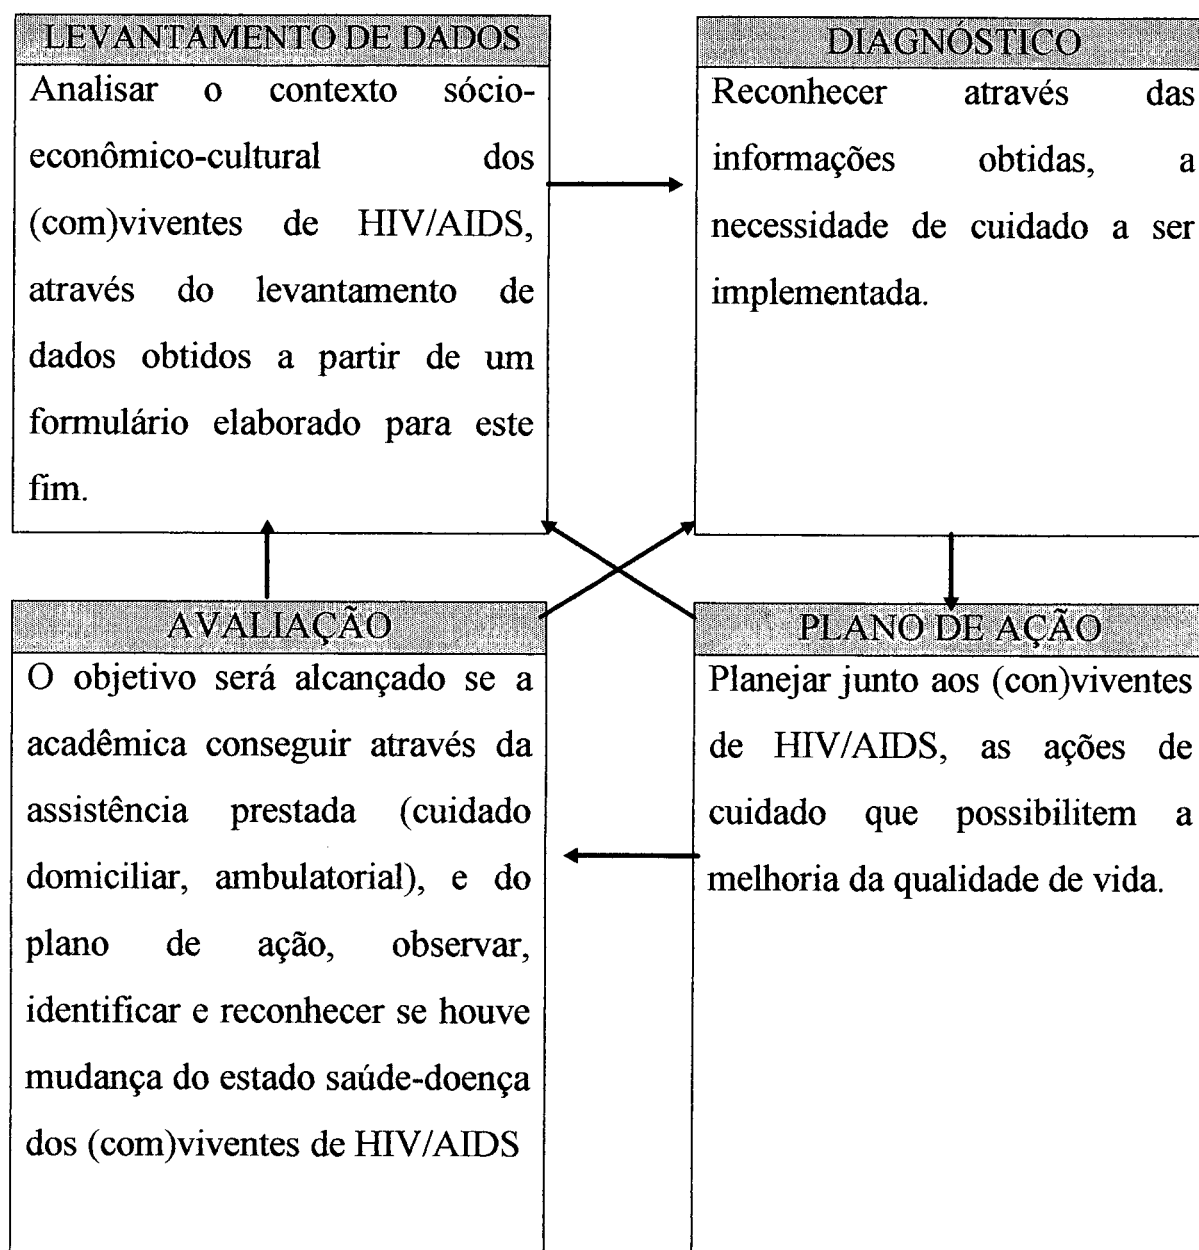 LEVANTAMENTO DE DADOS
Analisar o contexto sócio-
econômico-cultural dos
(com)viventes de HIV/AIDS,
através do levantamento de
dados obtidos a partir de um
formulário elaborado para este
fim.
DIAGNÓSTICO
Reconhecer através das
informações obtidas, a
necessidade de cuidado a ser
implementada.
AVALIAÇÃO
O objetivo será alcançado se a
acadêmica conseguir através da
assistência prestada (cuidado
domiciliar, ambulatorial), e do
plano de ação, observar,
identificar e reconhecer se houve
mudança do estado saúde-doença
dos (com)viventes de HIV/AIDS
PLANO DE AÇÃO
Planejar junto aos (con)viventes
de HIV/AIDS, as ações de
cuidado que possibilitem a
melhoria da qualidade de vida.